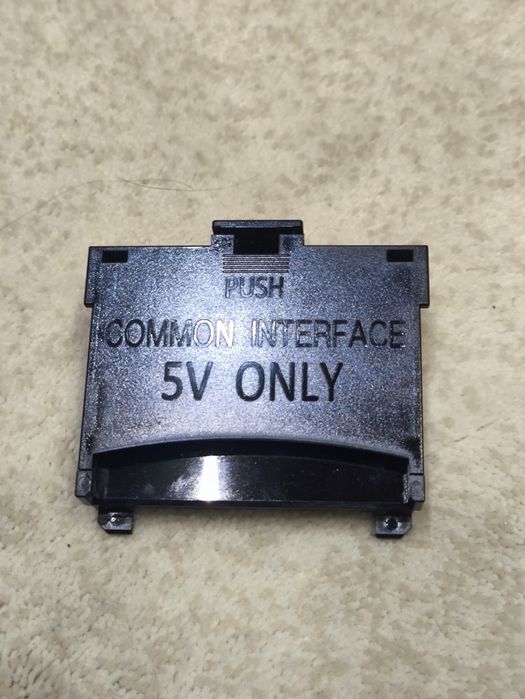 PUSH
COMMON INTERFACE
5V ONLY